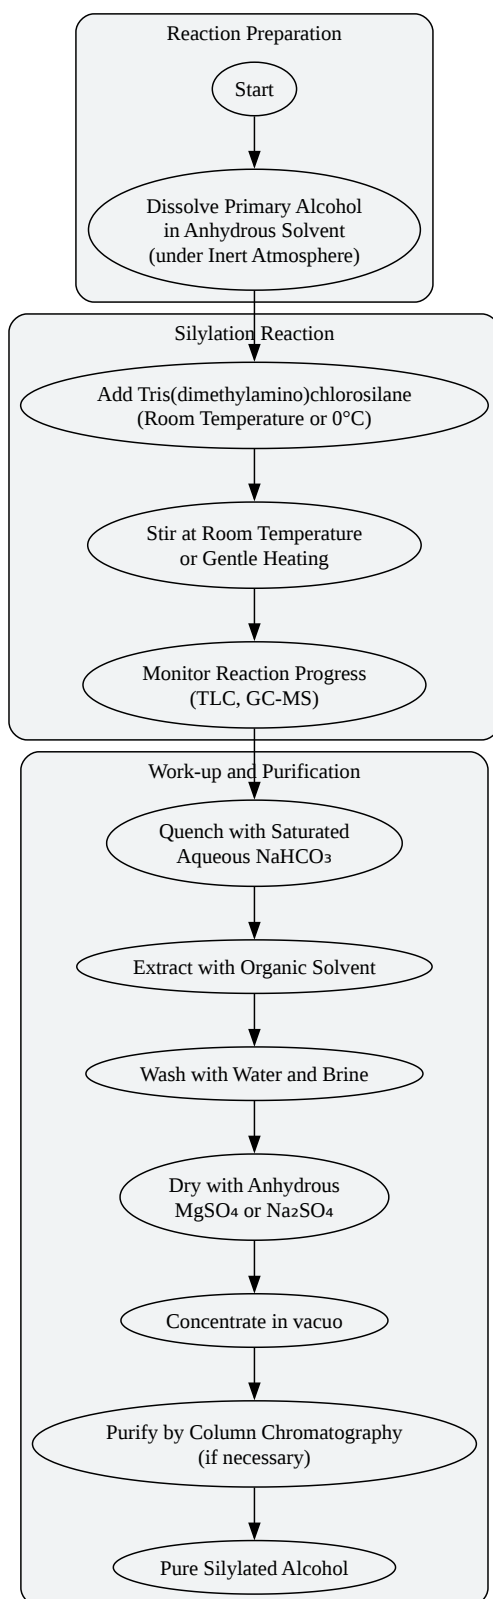 Reaction Preparation
Start
Dissolve Primary Alcohol
in Anhydrous Solvent
(under Inert Atmosphere)
Silylation Reaction
Add Tris(dimethylamino)chlorosilane
(Room Temperature or 0°C)
Stir at Room Temperature
or Gentle Heating
Monitor Reaction Progress
(TLC, GC-MS)
Work-up and Purification
Quench with Saturated
Aqueous NaHCO₃
Extract with Organic Solvent
Wash with Water and Brine
Dry with Anhydrous
MgSO₄ or Na₂SO₄
Concentrate in vacuo
Purify by Column Chromatography
(if necessary)
Pure Silylated Alcohol